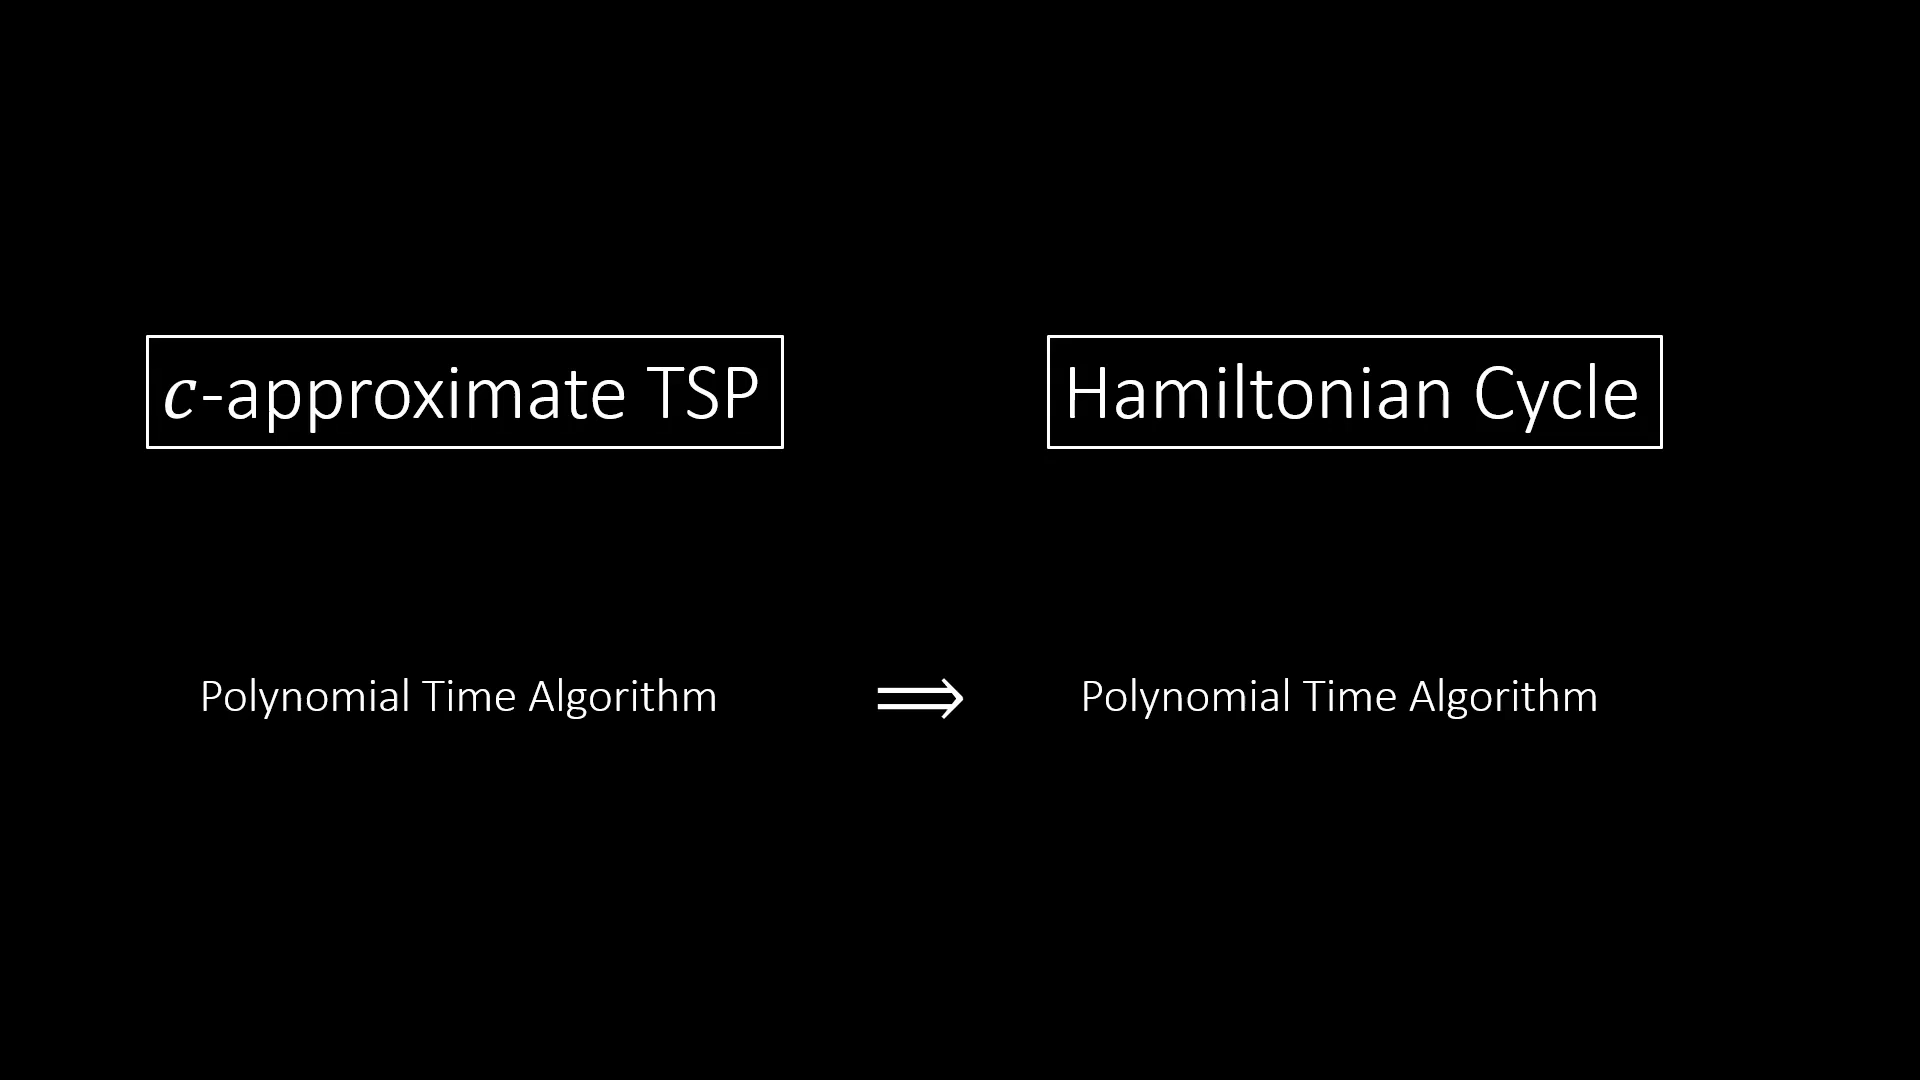 c-approximate TSP
Hamiltonian Cycle
Polynomial Time Algorithm ⟹ Polynomial Time Algorithm